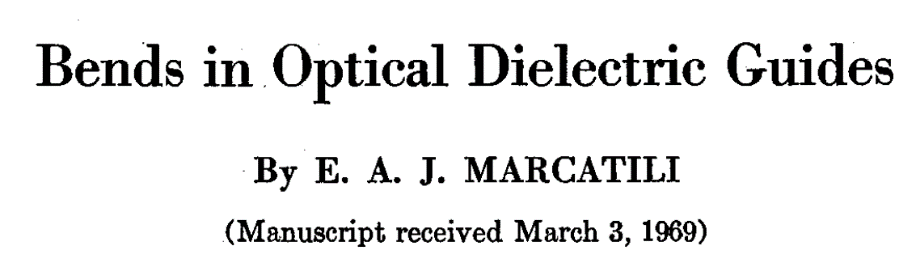 Bends in Optical Dielectric Guides
By E. A. J. MARCATILI
(Manuscript received March 3, 1969)